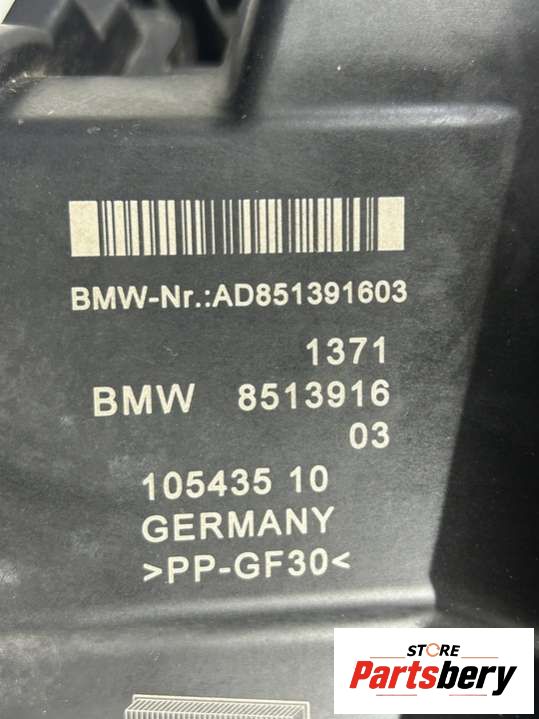 BMW-Nr.:AD851391603
1371
BMW 8513916
03
105435 10
GERMANY
>PP-GF30<
STORE
Partsbery